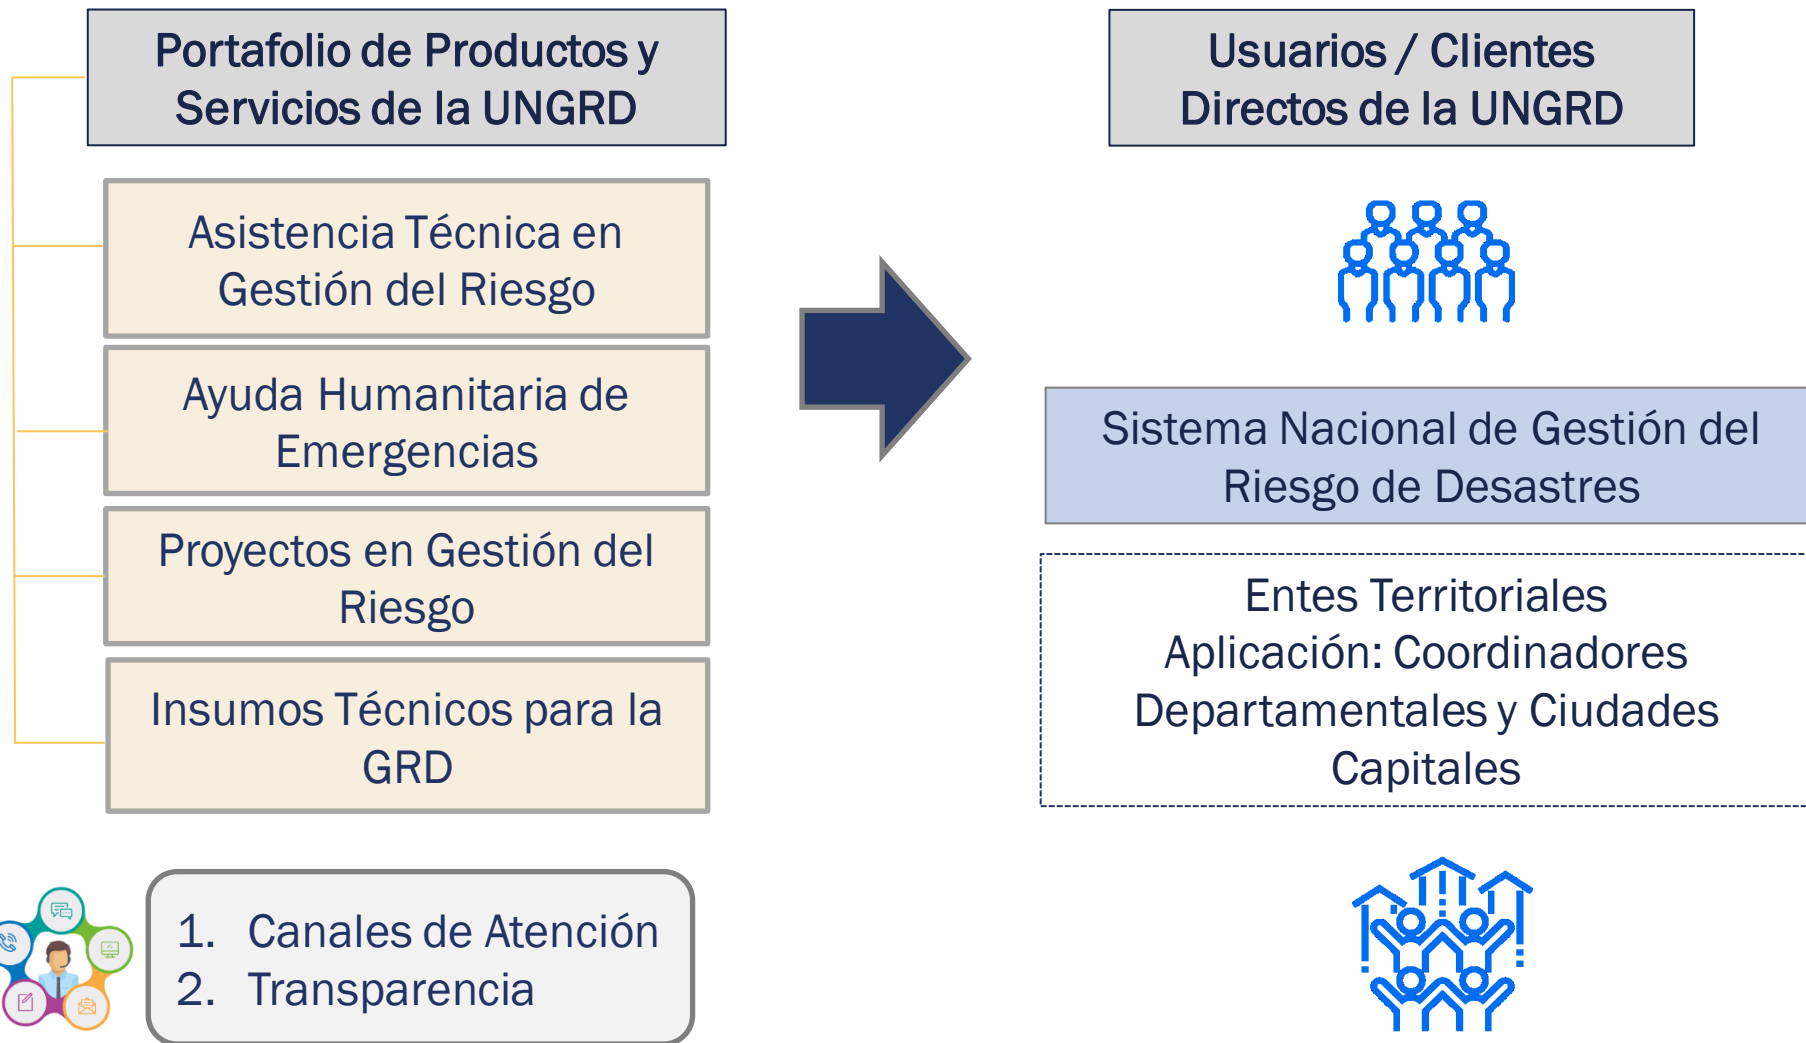 Portafolio de Productos y
Servicios de la UNGRD
Asistencia Técnica en
Gestión del Riesgo
Ayuda Humanitaria de
Emergencias
Proyectos en Gestión del
Riesgo
Insumos Técnicos para la
GRD
1. Canales de Atención
2. Transparencia
Usuarios / Clientes
Directos de la UNGRD
Sistema Nacional de Gestión del
Riesgo de Desastres
Entes Territoriales
Aplicación: Coordinadores
Departamentales y Ciudades
Capitales